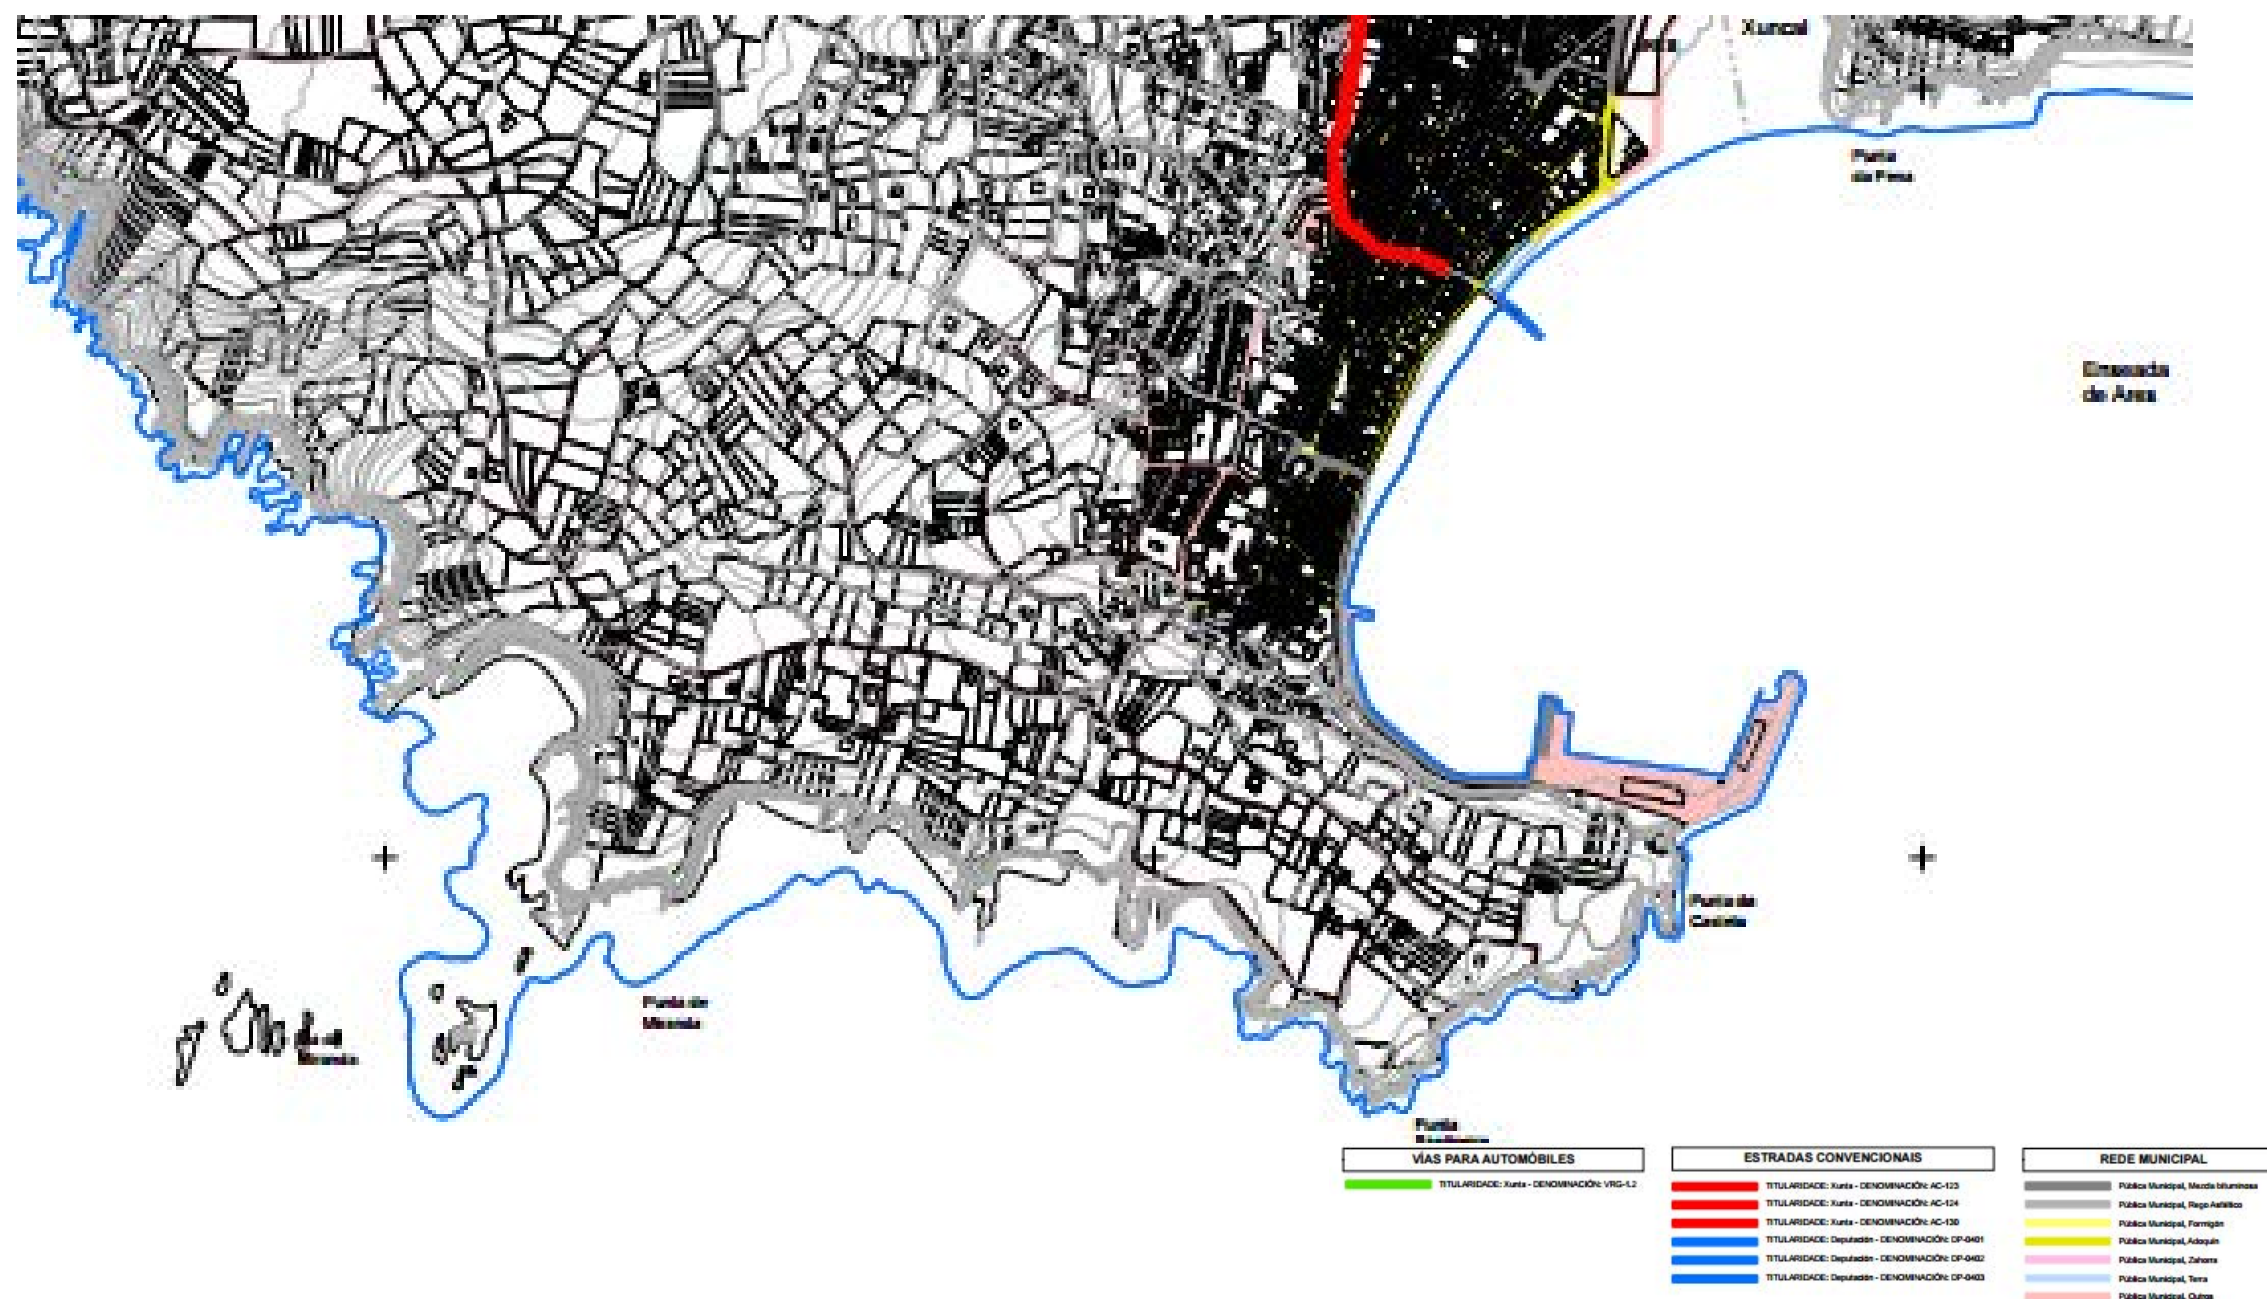 Xuncal
Punta
da Pena
Ensenada
de Ares
Punta de
Miranda
Miranda
Punta
VÍAS PARA AUTOMÓBILES
TITULARIDADE: Xunta - DENOMINACIÓN: VRG-1.2
ESTRADAS CONVENCIONAIS
TITULARIDADE: Xunta - DENOMINACIÓN: AC-123
TITULARIDADE: Xunta - DENOMINACIÓN: AC-124
TITULARIDADE: Xunta - DENOMINACIÓN: AC-130
TITULARIDADE: Deputación - DENOMINACIÓN: DP-0401
TITULARIDADE: Deputación - DENOMINACIÓN: DP-0402
TITULARIDADE: Deputación - DENOMINACIÓN: DP-0403
REDE MUNICIPAL
Pública Municipal, Mezcla bituminosa
Pública Municipal, Rego Asfáltico
Pública Municipal, Formigón
Pública Municipal, Adoquín
Pública Municipal, Zahorra
Pública Municipal, Terra
Pública Municipal, Outros